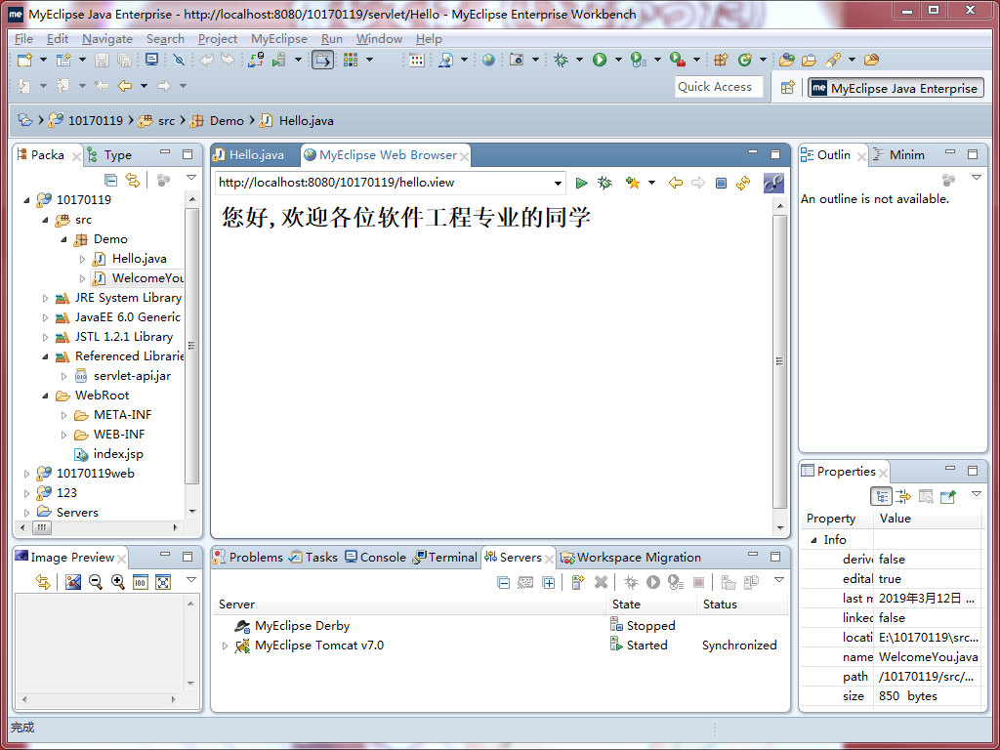 MyEclipse Java Enterprise - http://localhost:8080/10170119/servlet/Hello - MyEclipse Enterprise Workbench
File Edit Navigate Search Project MyEclipse Run Window Help
Quick Access
MyEclipse Java Enterprise
10170119 src Demo Hello.java
Packa Type
10170119
src
Demo
Hello.java
WelcomeYou
JRE System Library
JavaEE 6.0 Generic
JSTL 1.2.1 Library
Referenced Librarie
servlet-api.jar
WebRoot
META-INF
WEB-INF
index.jsp
10170119web
123
Servers
Hello.java MyEclipse Web Browser
http://localhost:8080/10170119/hello.view
您好,欢迎各位软件工程专业的同学
Outlin Minim
An outline is not available.
Properties
Property Value
Info
derive false
edital true
last m 2019年3月12日 ...
linked false
locati E:\10170119\src...
name WelcomeYou.java
path /10170119/src/...
size 850 bytes
Image Preview
Problems Tasks Console Terminal Servers Workspace Migration
Server State Status
MyEclipse Derby Stopped
MyEclipse Tomcat v7.0 Started Synchronized
完成